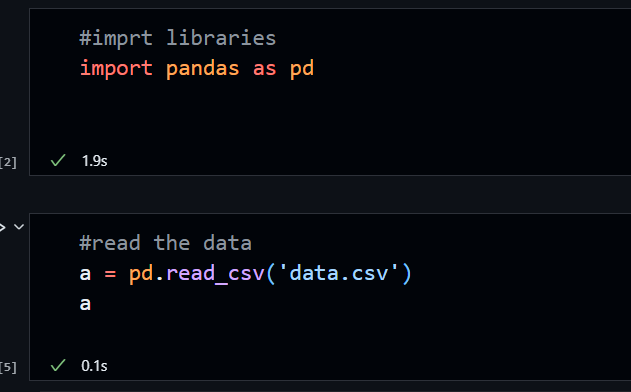 #imprt libraries
import pandas as pd
[2]
1.9s
#read the data
a = pd.read_csv('data.csv')
a
[5]
0.1s